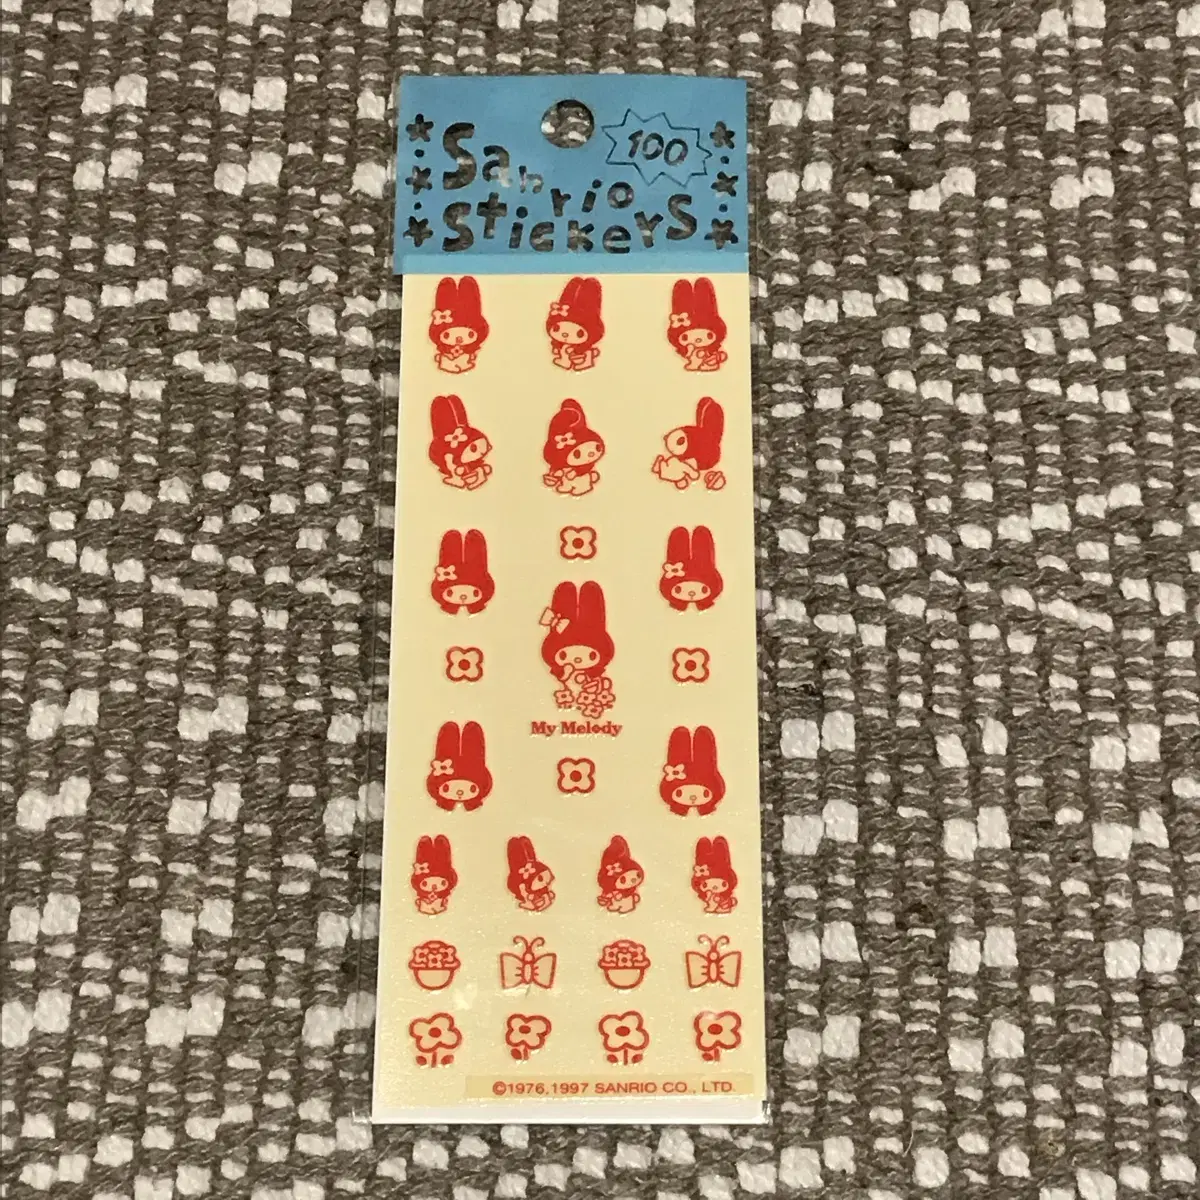 100
Sanrio
Stickers
My Melody
©1976,1997 SANRIO CO., LTD.